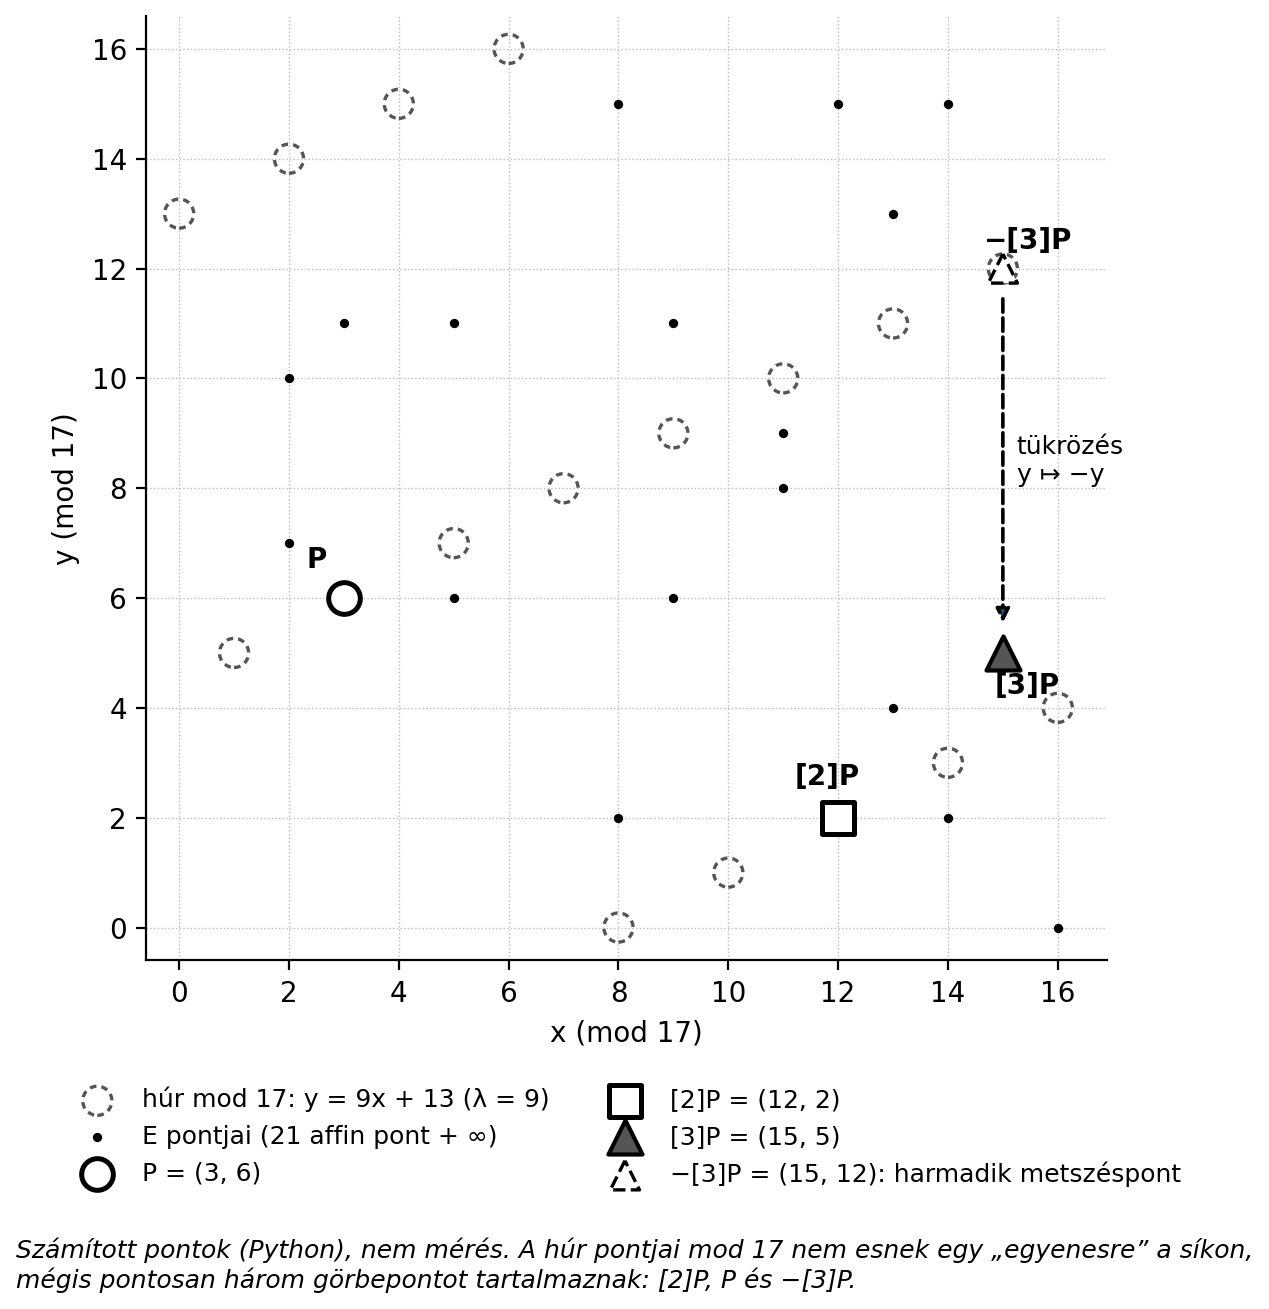 16
14
12
10
8
6
4
2
0
y (mod 17)
−[3]P
tükrözés
y ↦ −y
P
[3]P
[2]P
0 2 4 6 8 10 12 14 16
x (mod 17)
húr mod 17: y = 9x + 13 (λ = 9)
E pontjai (21 affin pont + ∞)
P = (3, 6)
[2]P = (12, 2)
[3]P = (15, 5)
−[3]P = (15, 12): harmadik metszéspont
Számított pontok (Python), nem mérés. A húr pontjai mod 17 nem esnek egy „egyenesre” a síkon,
mégis pontosan három görbepontot tartalmaznak: [2]P, P és −[3]P.